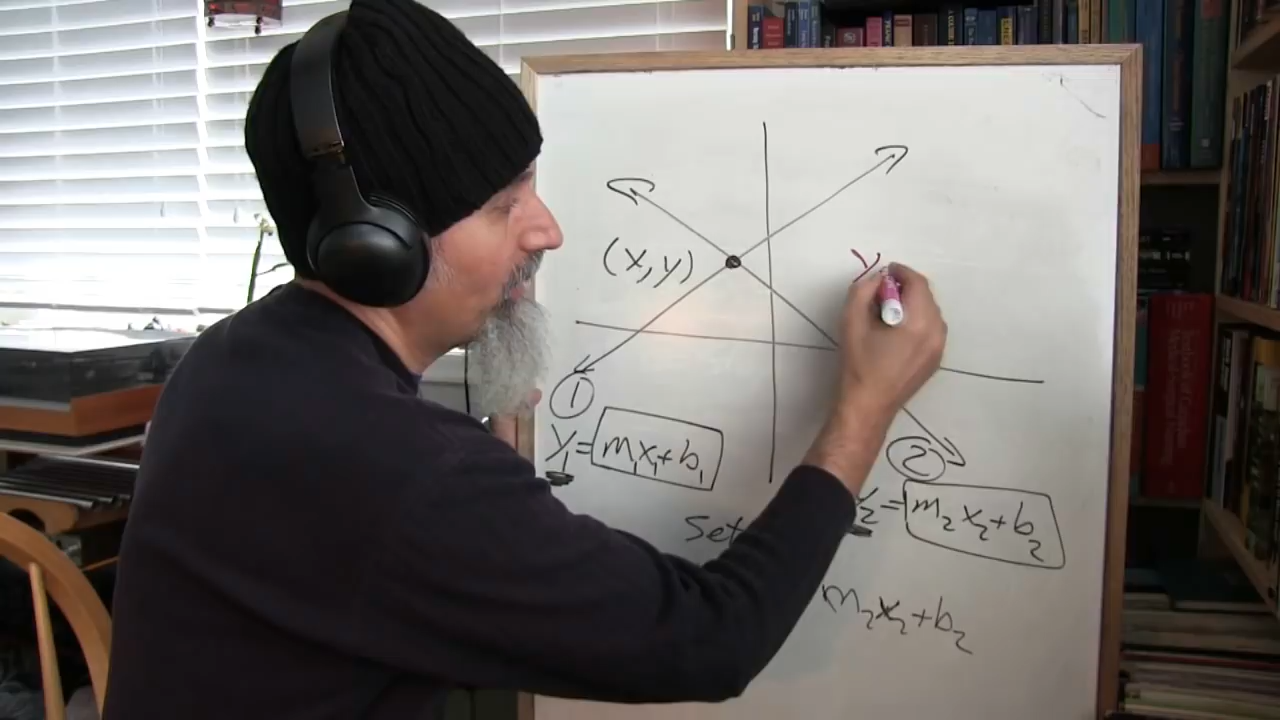 (x,y)
y
1
y₁ = m₁x₁+b₁
2
y₂ = m₂x₂+b₂
Set
m₂x₂+b₂